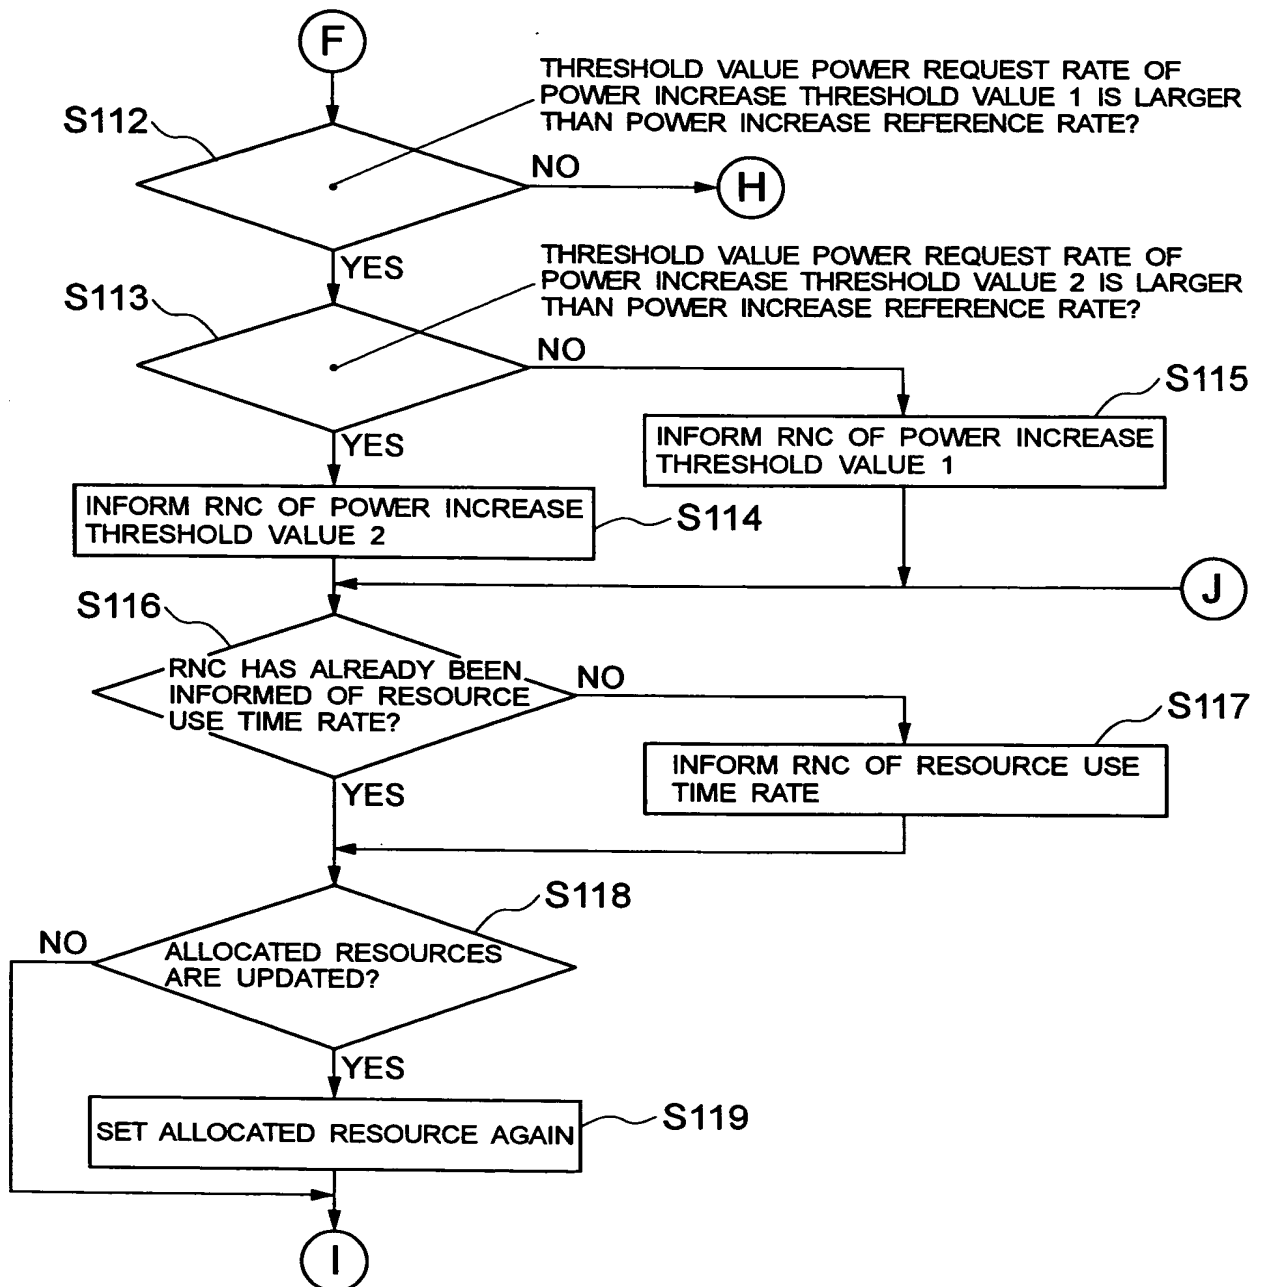 F
THRESHOLD VALUE POWER REQUEST RATE OF
POWER INCREASE THRESHOLD VALUE 1 IS LARGER
THAN POWER INCREASE REFERENCE RATE?
S112
NO
H
YES
THRESHOLD VALUE POWER REQUEST RATE OF
POWER INCREASE THRESHOLD VALUE 2 IS LARGER
THAN POWER INCREASE REFERENCE RATE?
S113
NO
S115
YES
INFORM RNC OF POWER INCREASE
THRESHOLD VALUE 1
INFORM RNC OF POWER INCREASE
THRESHOLD VALUE 2
S114
J
S116
RNC HAS ALREADY BEEN
INFORMED OF RESOURCE
USE TIME RATE?
NO
S117
INFORM RNC OF RESOURCE USE
TIME RATE
YES
S118
NO
ALLOCATED RESOURCES
ARE UPDATED?
YES
SET ALLOCATED RESOURCE AGAIN
S119
I